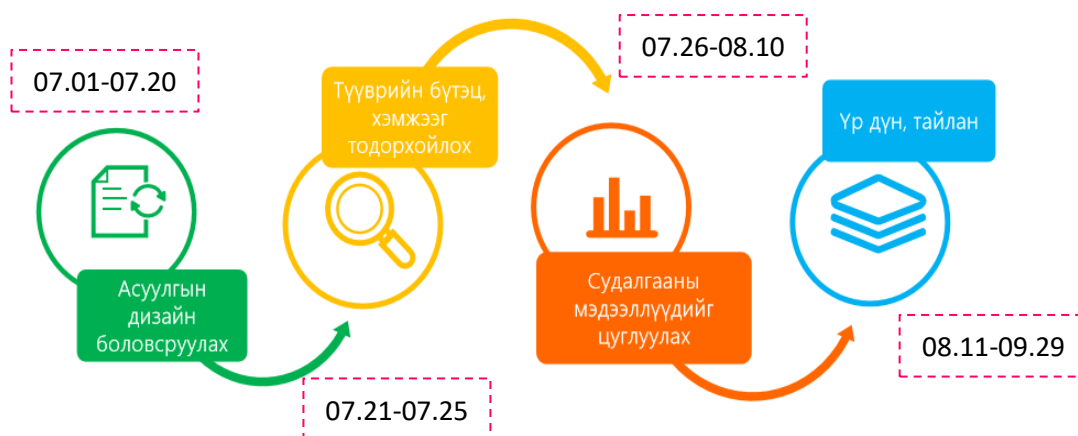 07.01-07.20
Асуулгын
дизайн
боловсруулах
07.21-07.25
Түүврийн бүтэц,
хэмжээг
тодорхойлох
07.26-08.10
Судалгааны
мэдээллүүдийг
цуглуулах
Үр дүн, тайлан
08.11-09.29